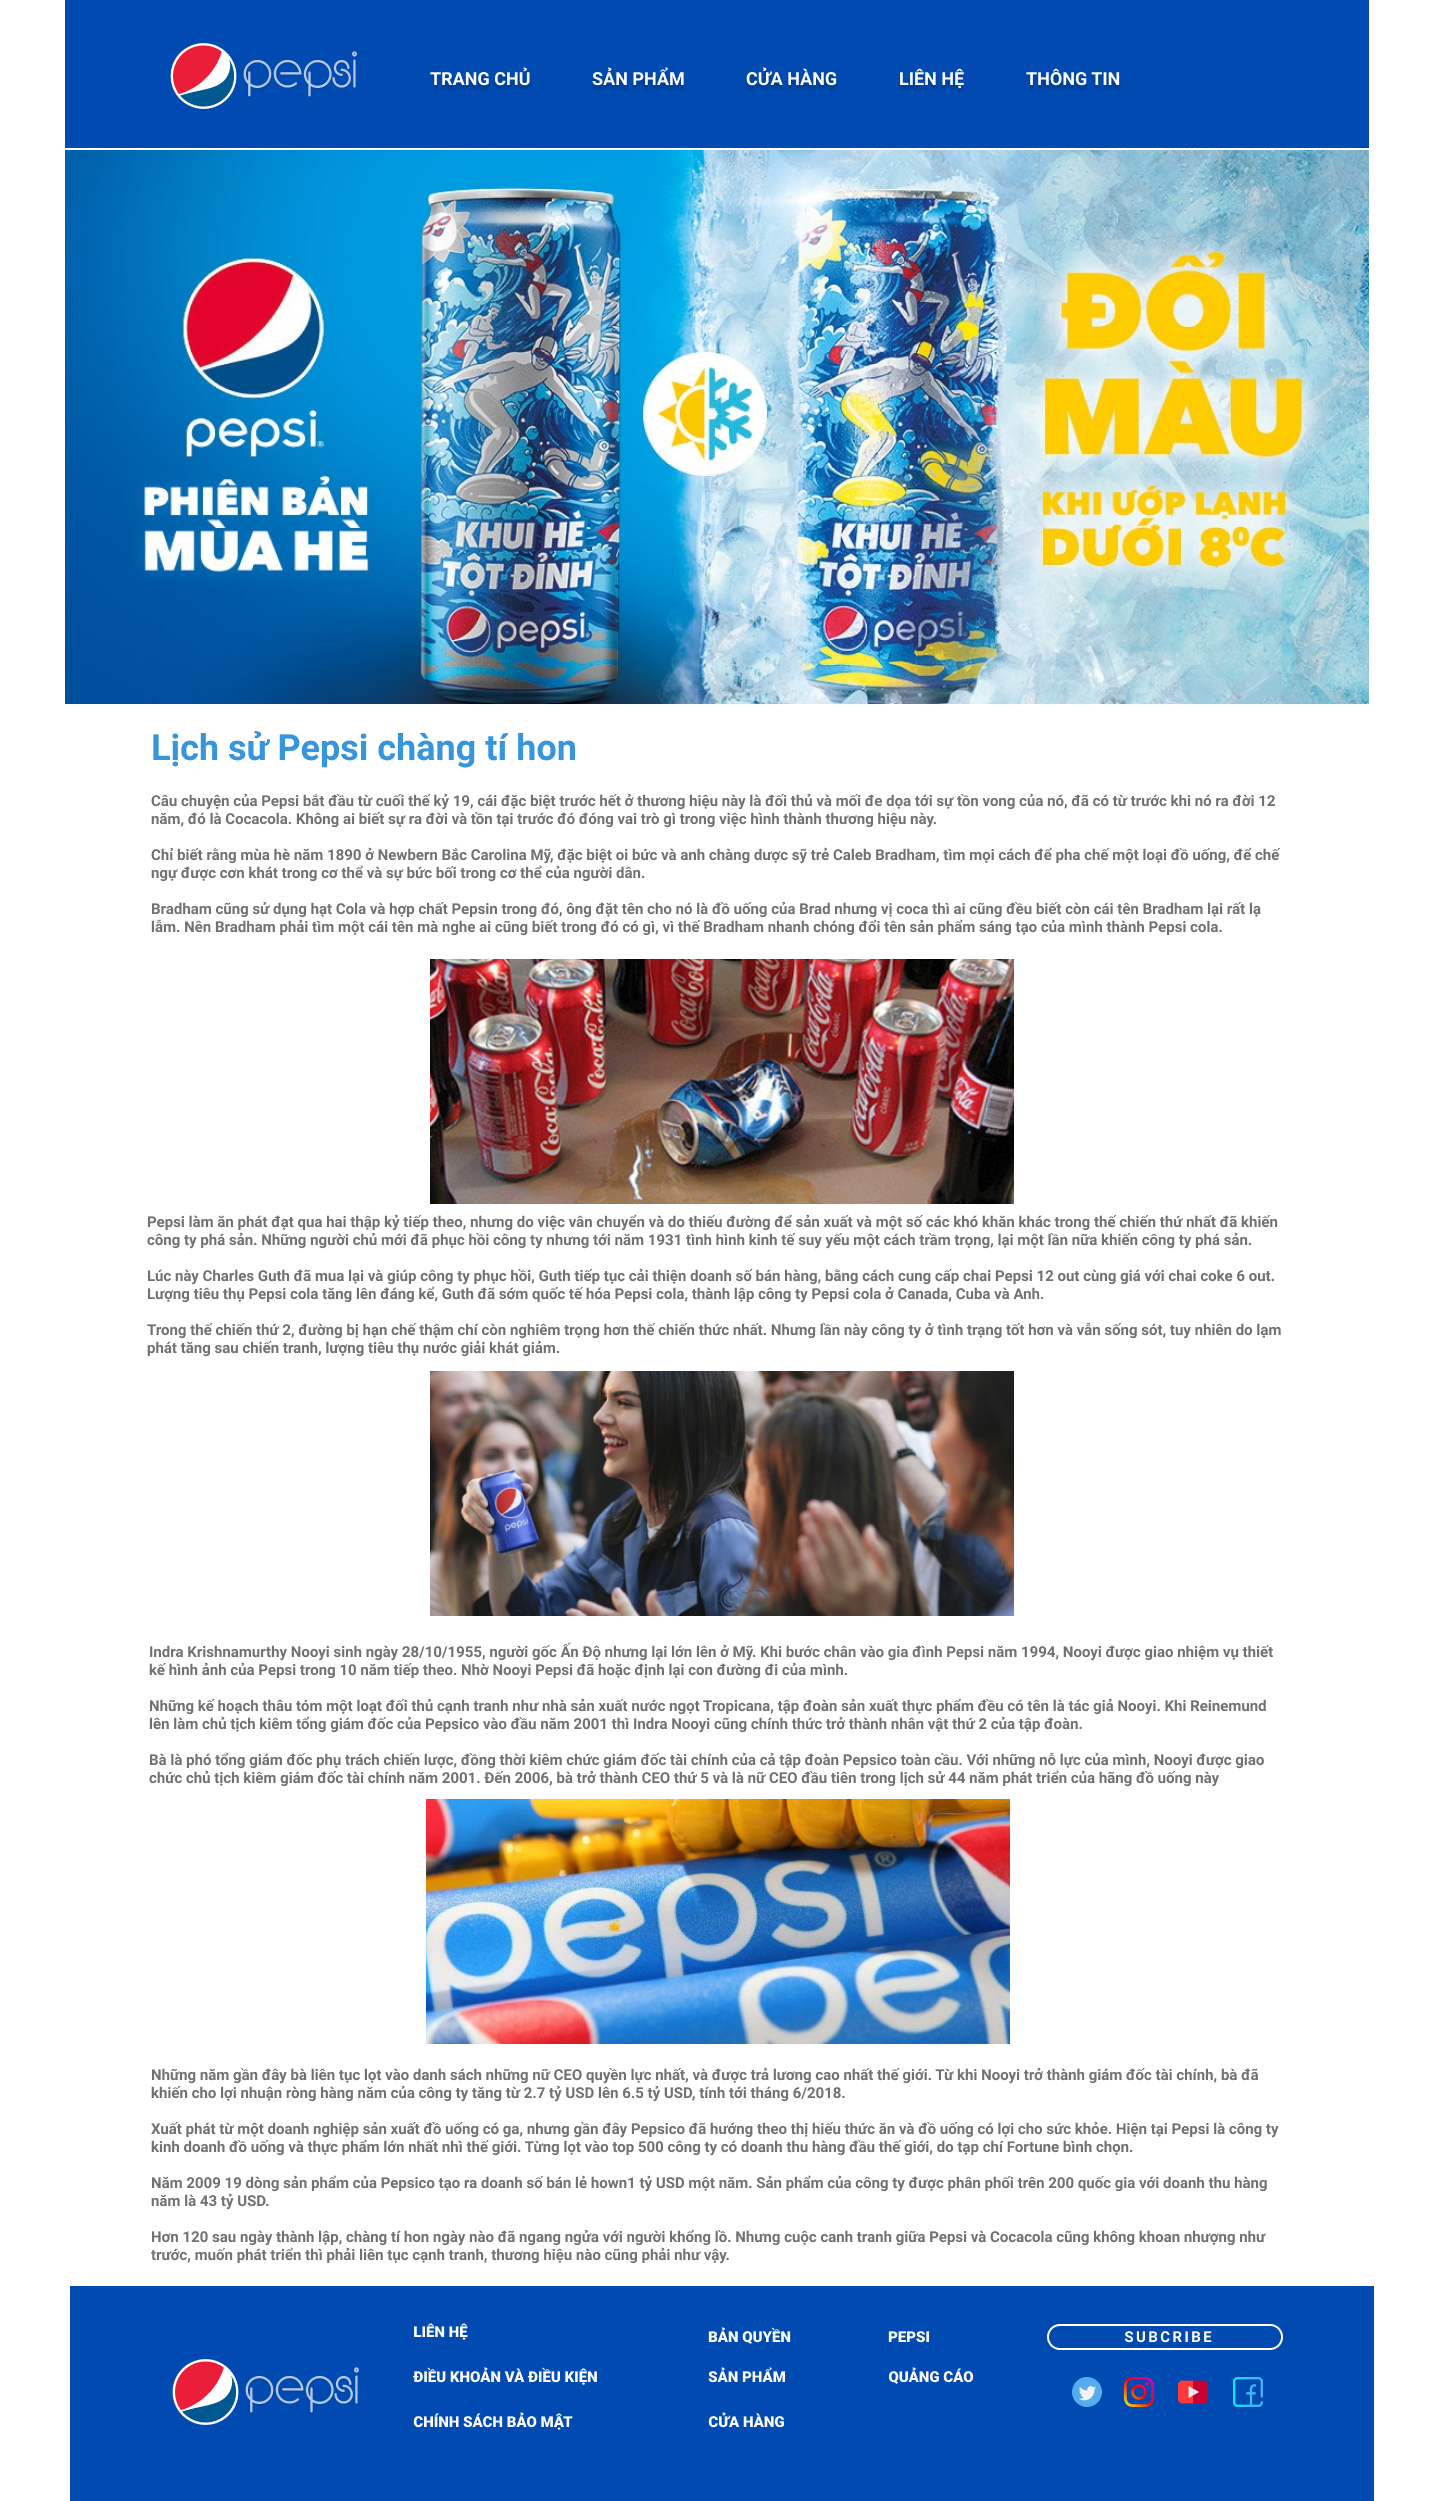 pepsi
TRANG CHỦ SẢN PHẨM CỬA HÀNG LIÊN HỆ THÔNG TIN
pepsi
PHIÊN BẢN
MÙA HÈ
KHUI HÈ
TỘT ĐỈNH
pepsi
KHUI HÈ
TỘT ĐỈNH
pepsi
ĐỔI
MÀU
KHI ƯỚP LẠNH
DƯỚI 8⁰C
Lịch sử Pepsi chàng tí hon
Câu chuyện của Pepsi bắt đầu từ cuối thế kỷ 19, cái đặc biệt trước hết ở thương hiệu này là đối thủ và mối đe dọa tới sự tồn vong của nó, đã có từ trước khi nó ra đời 12
năm, đó là Cocacola. Không ai biết sự ra đời và tồn tại trước đó đóng vai trò gì trong việc hình thành thương hiệu này.
Chỉ biết rằng mùa hè năm 1890 ở Newbern Bắc Carolina Mỹ, đặc biệt oi bức và anh chàng dược sỹ trẻ Caleb Bradham, tìm mọi cách để pha chế một loại đồ uống, để chế
ngự được cơn khát trong cơ thể và sự bức bối trong cơ thể của người dân.
Bradham cũng sử dụng hạt Cola và hợp chất Pepsin trong đó, ông đặt tên cho nó là đồ uống của Brad nhưng vị coca thì ai cũng đều biết còn cái tên Bradham lại rất lạ
lẫm. Nên Bradham phải tìm một cái tên mà nghe ai cũng biết trong đó có gì, vì thế Bradham nhanh chóng đổi tên sản phẩm sáng tạo của mình thành Pepsi cola.
Coca-Cola
Coca-Cola
Coca-Cola
Coca-Cola
Coca-Cola
classic
Coca-Cola
Coca-Cola
classic
Cola
Pepsi làm ăn phát đạt qua hai thập kỷ tiếp theo, nhưng do việc vân chuyển và do thiếu đường để sản xuất và một số các khó khăn khác trong thế chiến thứ nhất đã khiến
công ty phá sản. Những người chủ mới đã phục hồi công ty nhưng tới năm 1931 tình hình kinh tế suy yếu một cách trầm trọng, lại một lần nữa khiến công ty phá sản.
Lúc này Charles Guth đã mua lại và giúp công ty phục hồi, Guth tiếp tục cải thiện doanh số bán hàng, bằng cách cung cấp chai Pepsi 12 out cùng giá với chai coke 6 out.
Lượng tiêu thụ Pepsi cola tăng lên đáng kể, Guth đã sớm quốc tế hóa Pepsi cola, thành lập công ty Pepsi cola ở Canada, Cuba và Anh.
Trong thế chiến thứ 2, đường bị hạn chế thậm chí còn nghiêm trọng hơn thế chiến thức nhất. Nhưng lần này công ty ở tình trạng tốt hơn và vẫn sống sót, tuy nhiên do lạm
phát tăng sau chiến tranh, lượng tiêu thụ nước giải khát giảm.
pepsi
Indra Krishnamurthy Nooyi sinh ngày 28/10/1955, người gốc Ấn Độ nhưng lại lớn lên ở Mỹ. Khi bước chân vào gia đình Pepsi năm 1994, Nooyi được giao nhiệm vụ thiết
kế hình ảnh của Pepsi trong 10 năm tiếp theo. Nhờ Nooyi Pepsi đã hoặc định lại con đường đi của mình.
Những kế hoạch thâu tóm một loạt đối thủ cạnh tranh như nhà sản xuất nước ngọt Tropicana, tập đoàn sản xuất thực phẩm đều có tên là tác giả Nooyi. Khi Reinemund
lên làm chủ tịch kiêm tổng giám đốc của Pepsico vào đầu năm 2001 thì Indra Nooyi cũng chính thức trở thành nhân vật thứ 2 của tập đoàn.
Bà là phó tổng giám đốc phụ trách chiến lược, đồng thời kiêm chức giám đốc tài chính của cả tập đoàn Pepsico toàn cầu. Với những nỗ lực của mình, Nooyi được giao
chức chủ tịch kiêm giám đốc tài chính năm 2001. Đến 2006, bà trở thành CEO thứ 5 và là nữ CEO đầu tiên trong lịch sử 44 năm phát triển của hãng đồ uống này
pepsi®
pep
Những năm gần đây bà liên tục lọt vào danh sách những nữ CEO quyền lực nhất, và được trả lương cao nhất thế giới. Từ khi Nooyi trở thành giám đốc tài chính, bà đã
khiến cho lợi nhuận ròng hàng năm của công ty tăng từ 2.7 tỷ USD lên 6.5 tỷ USD, tính tới tháng 6/2018.
Xuất phát từ một doanh nghiệp sản xuất đồ uống có ga, nhưng gần đây Pepsico đã hướng theo thị hiếu thức ăn và đồ uống có lợi cho sức khỏe. Hiện tại Pepsi là công ty
kinh doanh đồ uống và thực phẩm lớn nhất nhì thế giới. Từng lọt vào top 500 công ty có doanh thu hàng đầu thế giới, do tạp chí Fortune bình chọn.
Năm 2009 19 dòng sản phẩm của Pepsico tạo ra doanh số bán lẻ hown1 tỷ USD một năm. Sản phẩm của công ty được phân phối trên 200 quốc gia với doanh thu hàng
năm là 43 tỷ USD.
Hơn 120 sau ngày thành lập, chàng tí hon ngày nào đã ngang ngửa với người khổng lồ. Nhưng cuộc canh tranh giữa Pepsi và Cocacola cũng không khoan nhượng như
trước, muốn phát triển thì phải liên tục cạnh tranh, thương hiệu nào cũng phải như vậy.
pepsi
LIÊN HỆ
ĐIỀU KHOẢN VÀ ĐIỀU KIỆN
CHÍNH SÁCH BẢO MẬT
BẢN QUYỀN
SẢN PHẨM
CỬA HÀNG
PEPSI
QUẢNG CÁO
SUBCRIBE